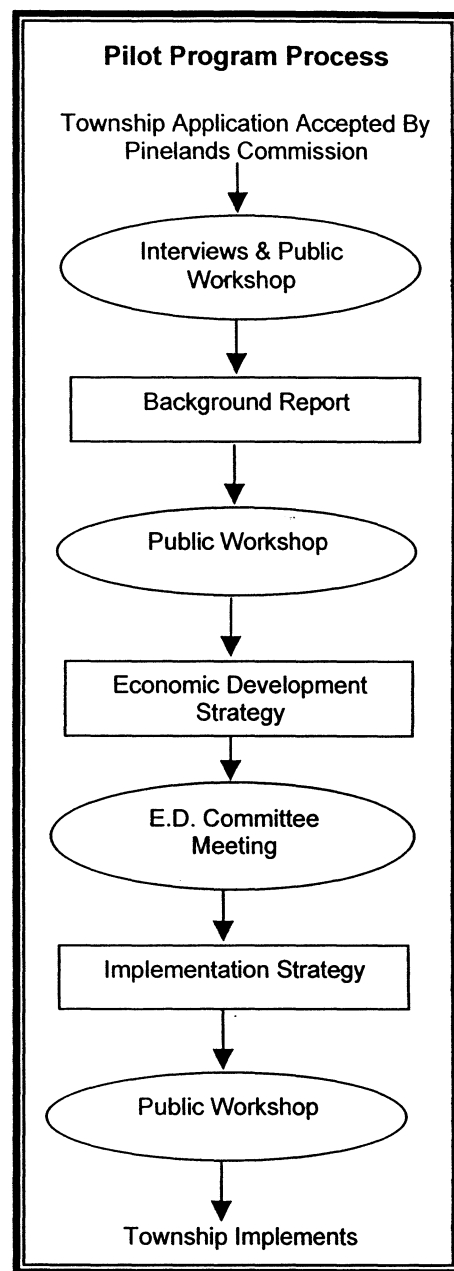 Pilot Program Process
Township Application Accepted By
Pinelands Commission
Interviews & Public
Workshop
Background Report
Public Workshop
Economic Development
Strategy
E.D. Committee
Meeting
Implementation Strategy
Public Workshop
Township Implements